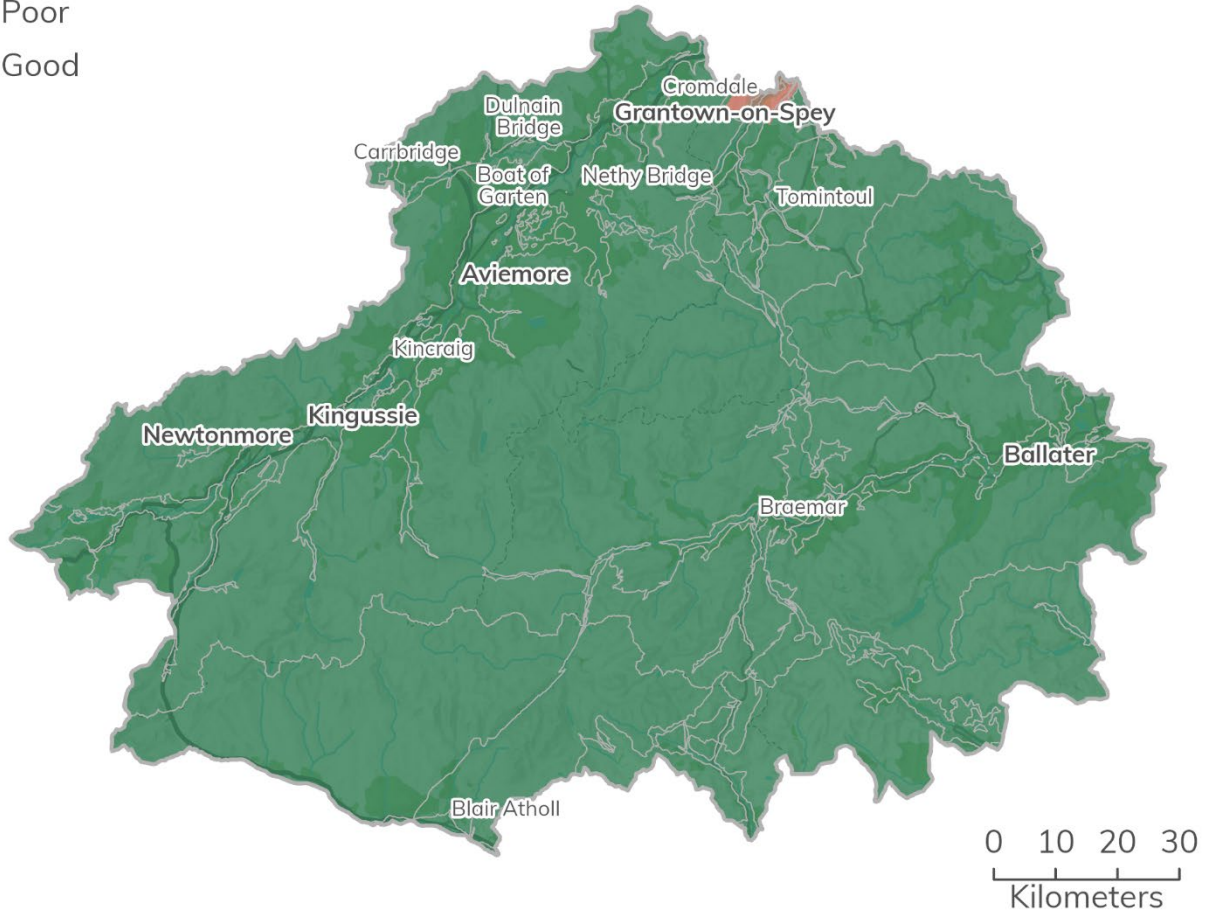 Poor
Good
Cromdale
Grantown-on-Spey
Dulnain
Bridge
Carrbridge
Boat of
Garten
Nethy Bridge
Tomintoul
Aviemore
Kincraig
Kingussie
Newtonmore
Ballater
Braemar
Blair Atholl
0 10 20 30
Kilometers